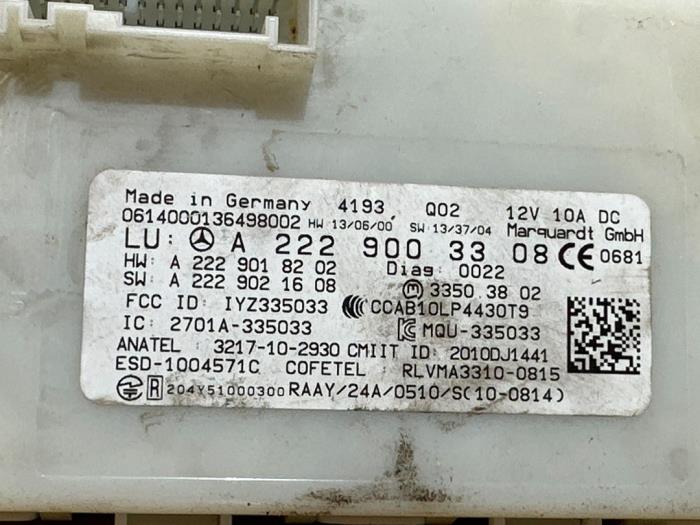 Made in Germany 4193. Q02 12V 10A DC
0614000136498002 HW 13/06/00 SW 13/37/04 Marquardt GmbH
LU: A 222 900 33 08 CE 0681
HW: A 222 901 82 02 Diag: 0022
SW: A 222 902 16 08 3350.38 02
FCC ID: IYZ335033 CCAB10LP4430T9
IC: 2701A-335033 MQU-335033
ANATEL: 3217-10-2930 CMIIT ID: 2010DJ1441
ESD-1004571C COFETEL: RLVMA3310-0815
R 204Y51000300 RAAY/24A/0510/S(10-0814)